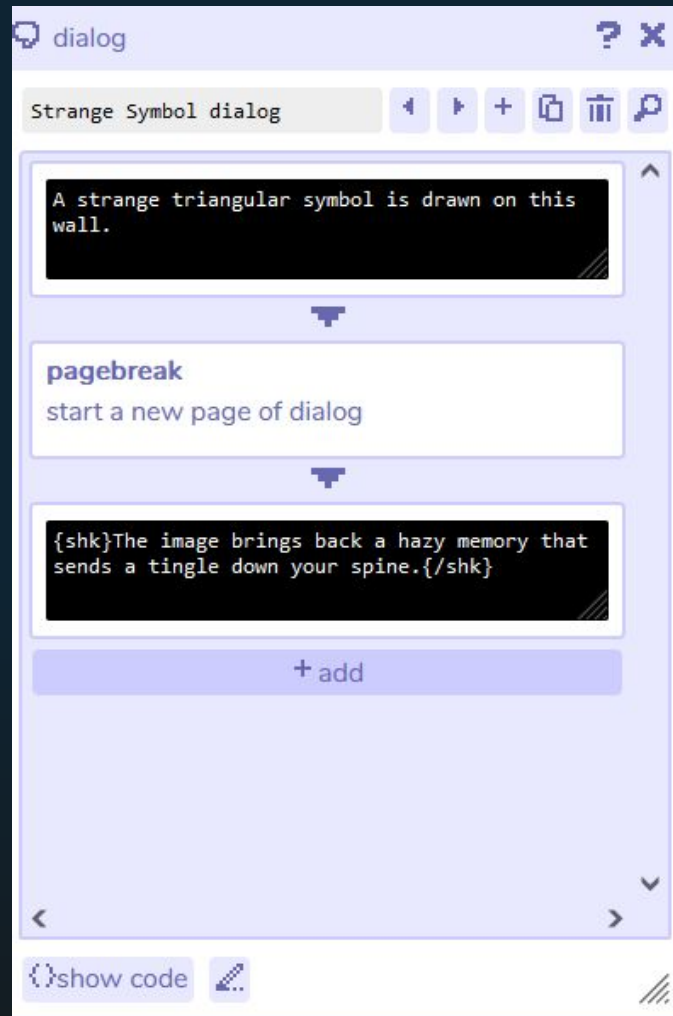 dialog
Strange Symbol dialog
A strange triangular symbol is drawn on this
wall.
pagebreak
start a new page of dialog
{shk}The image brings back a hazy memory that
sends a tingle down your spine.{/shk}
+ add
{}show code